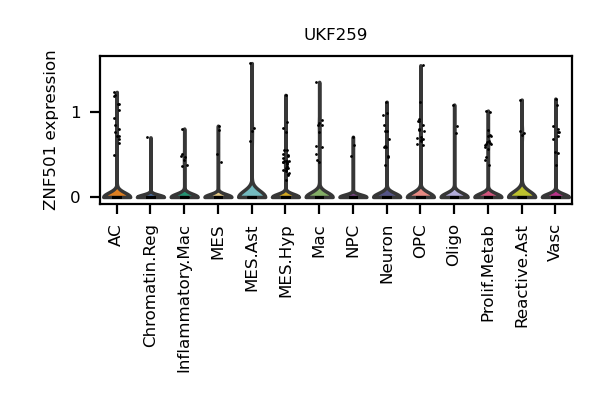 UKF259
ZNF501 expression
1
0
AC
Chromatin.Reg
Inflammatory.Mac
MES
MES.Ast
MES.Hyp
Mac
NPC
Neuron
OPC
Oligo
Prolif.Metab
Reactive.Ast
Vasc